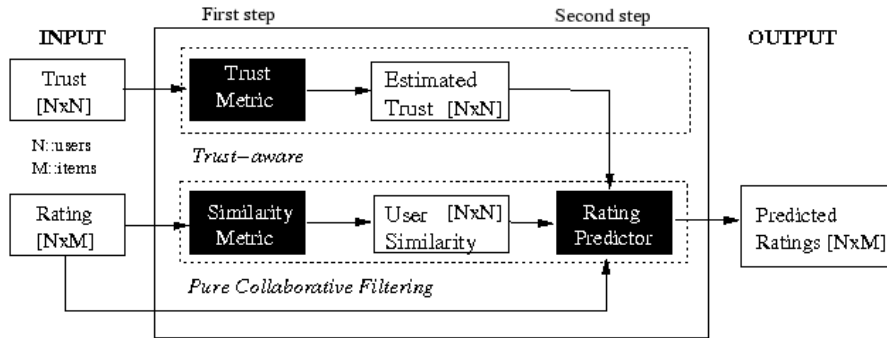 First step
Second step
INPUT
OUTPUT
Trust
[NxN]
Trust
Metric
Estimated
Trust [NxN]
N::users
M::items
Trust-aware
Rating
[NxM]
Similarity
Metric
User [NxN]
Similarity
Rating
Predictor
Predicted
Ratings [NxM]
Pure Collaborative Filtering